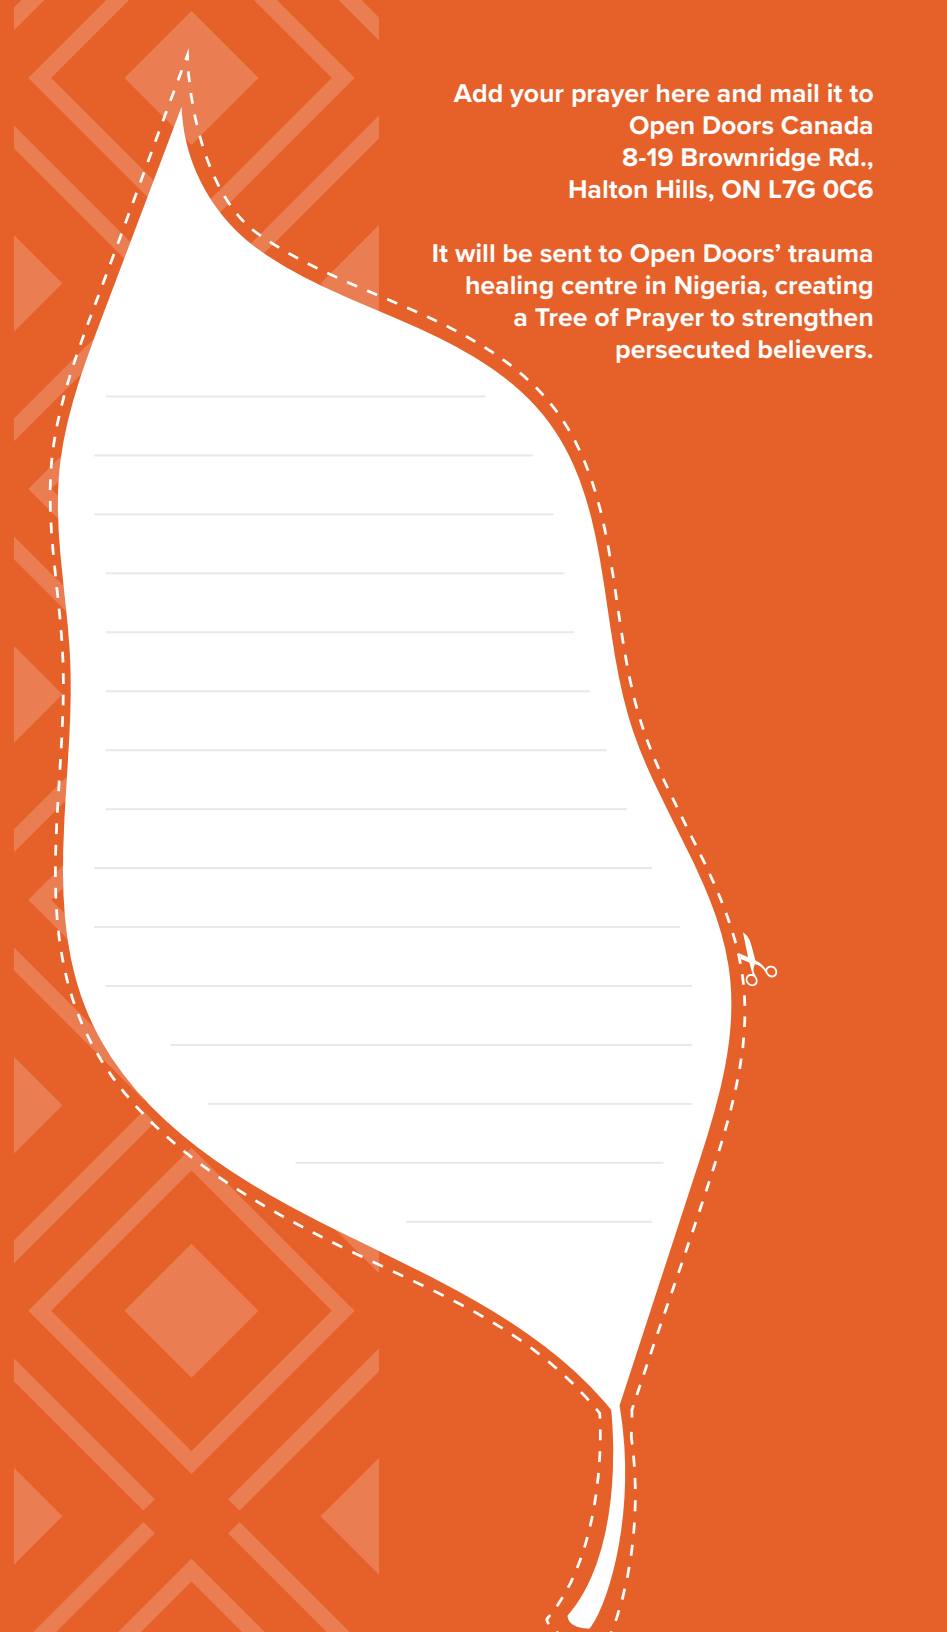 Add your prayer here and mail it to
Open Doors Canada
8-19 Brownridge Rd.,
Halton Hills, ON L7G 0C6
It will be sent to Open Doors’ trauma
healing centre in Nigeria, creating
a Tree of Prayer to strengthen
persecuted believers.